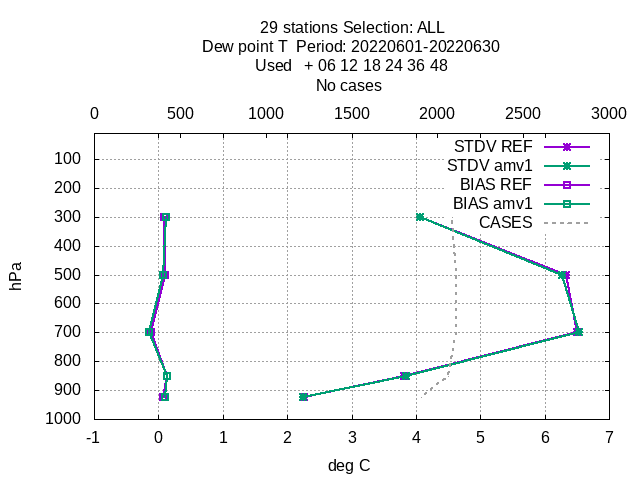 29 stations Selection: ALL
Dew point T  Period: 20220601-20220630
Used   + 06 12 18 24 36 48
No cases
0 500 1000 1500 2000 2500 3000
STDV REF
STDV amv1
BIAS REF
BIAS amv1
CASES
100
200
300
400
500
600
700
800
900
1000
hPa
-1 0 1 2 3 4 5 6 7
deg C